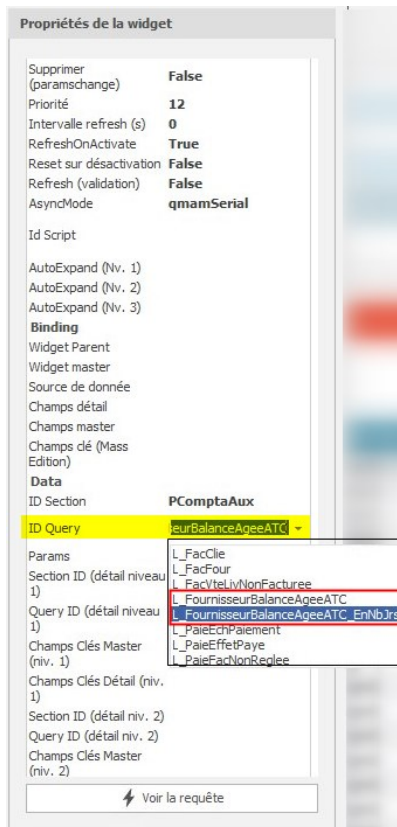 Propriétés de la widget
Supprimer
(paramschange) False
Priorité 12
Intervalle refresh (s) 0
RefreshOnActivate True
Reset sur désactivation False
Refresh (validation) False
AsyncMode qmamSerial
Id Script
AutoExpand (Nv. 1)
AutoExpand (Nv. 2)
AutoExpand (Nv. 3)
Binding
Widget Parent
Widget master
Source de donnée
Champs détail
Champs master
Champs clé (Mass
Edition)
Data
ID Section PComptaAux
ID Query seurBalanceAgeeATC
L_FacClie
L_FacFour
L_FacVteLivNonFacturee
L_FournisseurBalanceAgeeATC
L_FournisseurBalanceAgeeATC_EnNbJrs
L_PaieEchPaiement
L_PaieEffetPaye
L_PaieFacNonReglee
Params
Section ID (détail niveau
1)
Query ID (détail niveau
1)
Champs Clés Master
(niv. 1)
Champs Clés Détail (niv.
1)
Section ID (détail niv. 2)
Query ID (détail niv. 2)
Champs Clés Master
(niv. 2)
Voir la requête